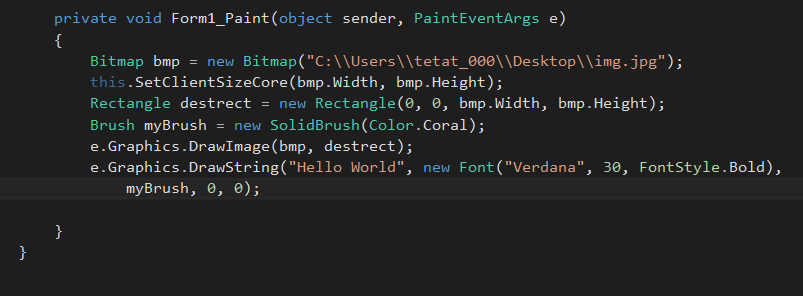 private void Form1_Paint(object sender, PaintEventArgs e)
{
Bitmap bmp = new Bitmap("C:\\Users\\tetat_000\\Desktop\\img.jpg");
this.SetClientSizeCore(bmp.Width, bmp.Height);
Rectangle destrect = new Rectangle(0, 0, bmp.Width, bmp.Height);
Brush myBrush = new SolidBrush(Color.Coral);
e.Graphics.DrawImage(bmp, destrect);
e.Graphics.DrawString("Hello World", new Font("Verdana", 30, FontStyle.Bold),
myBrush, 0, 0);
}
}